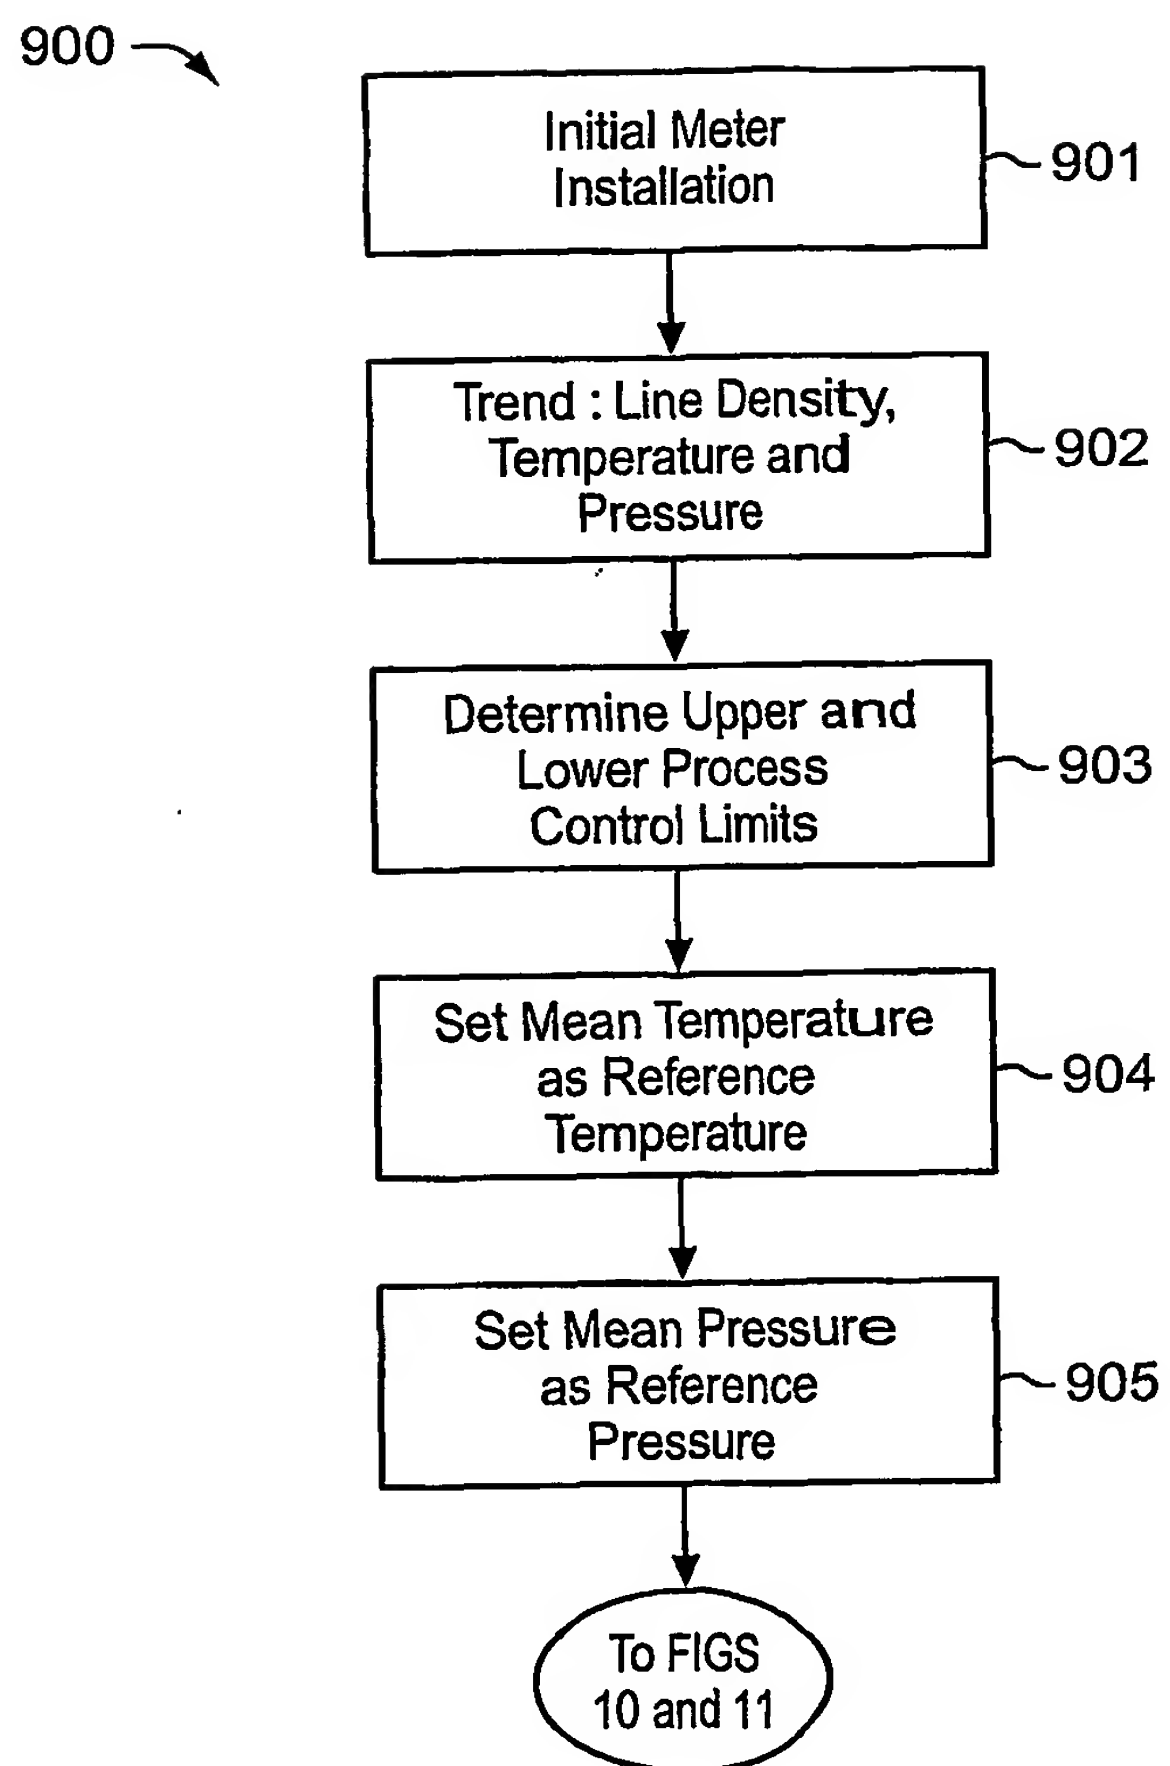 900
Initial Meter
Installation
901
Trend : Line Density,
Temperature and
Pressure
902
Determine Upper and
Lower Process
Control Limits
903
Set Mean Temperature
as Reference
Temperature
904
Set Mean Pressure
as Reference
Pressure
905
To FIGS
10 and 11